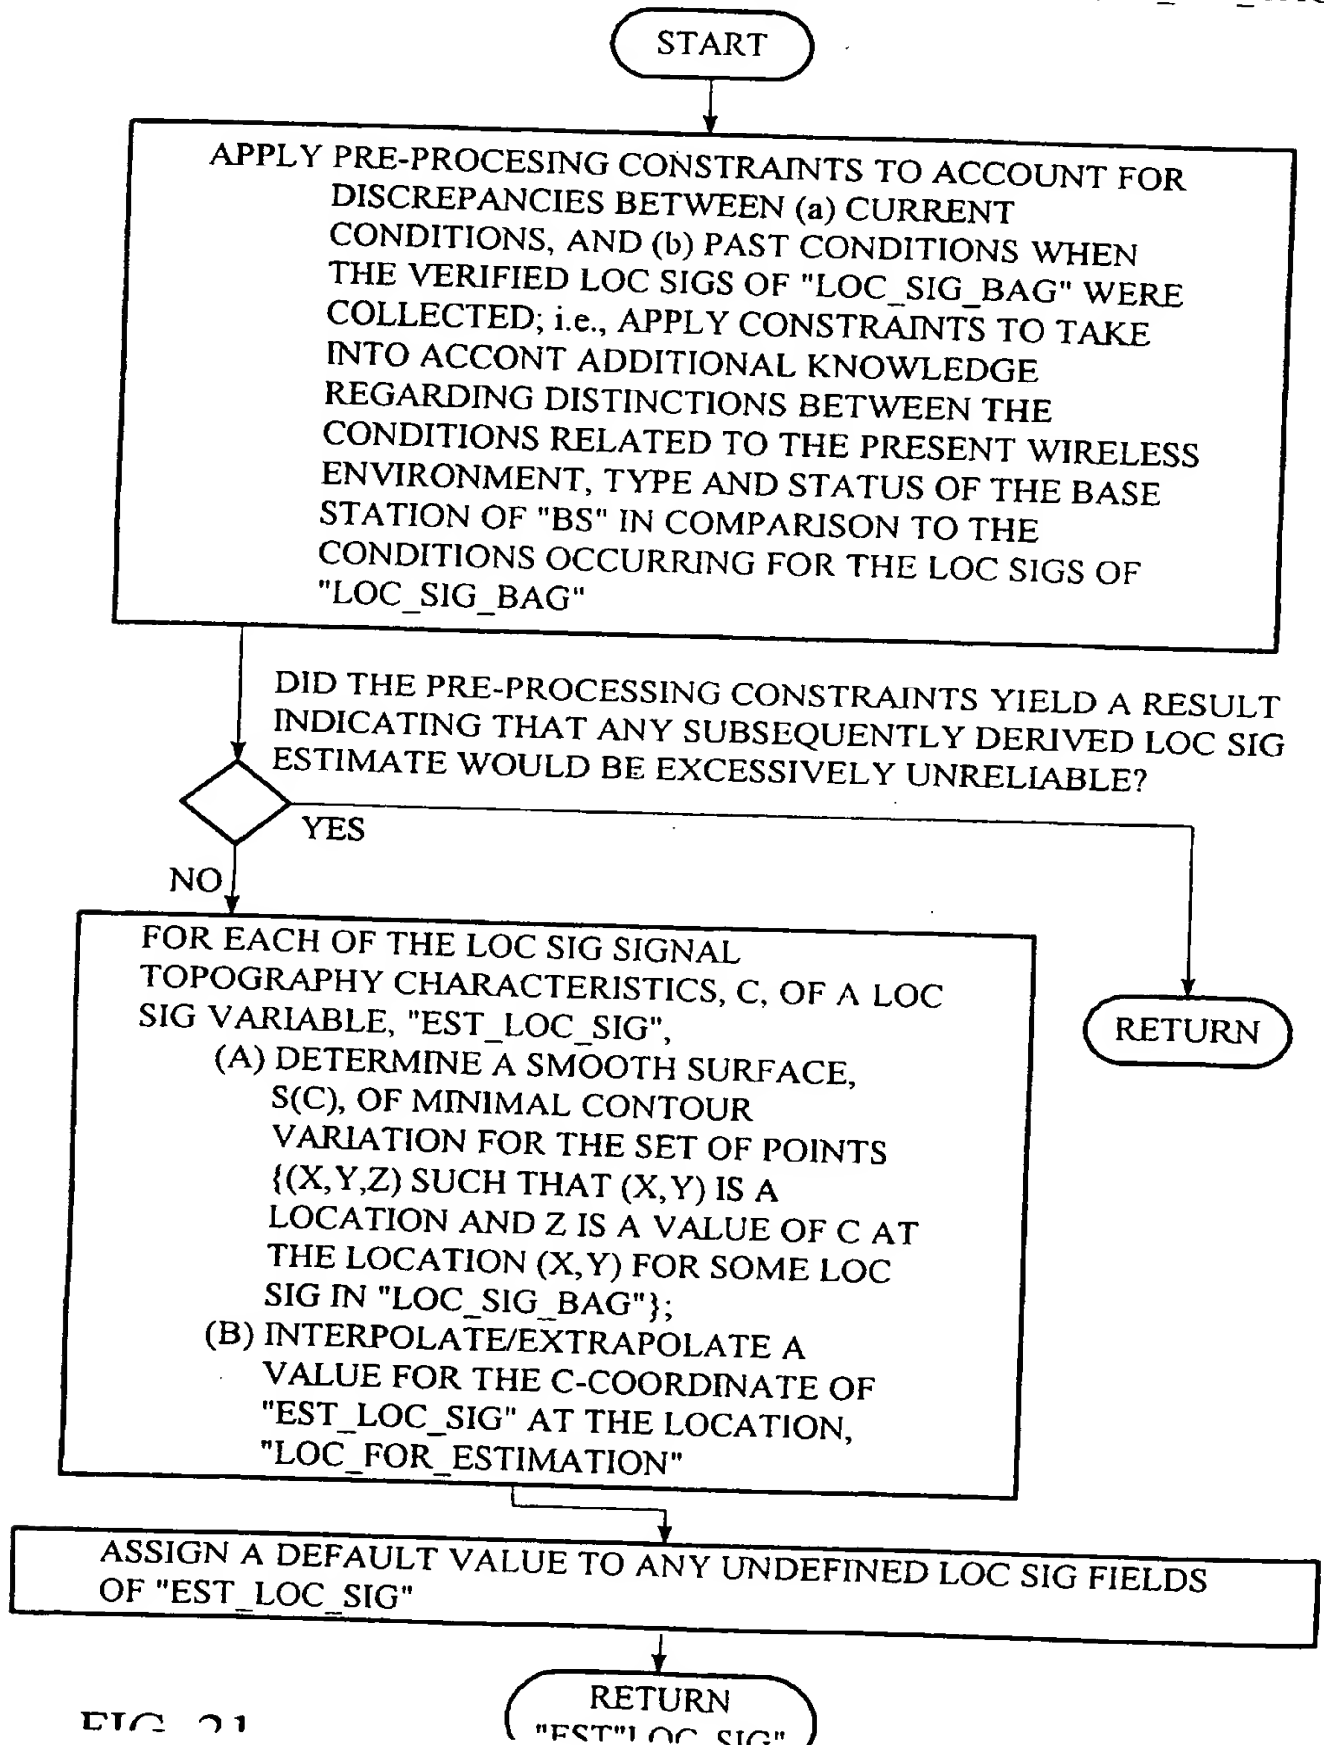 START
APPLY PRE-PROCESING CONSTRAINTS TO ACCOUNT FOR
DISCREPANCIES BETWEEN (a) CURRENT
CONDITIONS, AND (b) PAST CONDITIONS WHEN
THE VERIFIED LOC SIGS OF "LOC_SIG_BAG" WERE
COLLECTED; i.e., APPLY CONSTRAINTS TO TAKE
INTO ACCONT ADDITIONAL KNOWLEDGE
REGARDING DISTINCTIONS BETWEEN THE
CONDITIONS RELATED TO THE PRESENT WIRELESS
ENVIRONMENT, TYPE AND STATUS OF THE BASE
STATION OF "BS" IN COMPARISON TO THE
CONDITIONS OCCURRING FOR THE LOC SIGS OF
"LOC_SIG_BAG"
DID THE PRE-PROCESSING CONSTRAINTS YIELD A RESULT
INDICATING THAT ANY SUBSEQUENTLY DERIVED LOC SIG
ESTIMATE WOULD BE EXCESSIVELY UNRELIABLE?
YES
NO
FOR EACH OF THE LOC SIG SIGNAL
TOPOGRAPHY CHARACTERISTICS, C, OF A LOC
SIG VARIABLE, "EST_LOC_SIG",
(A) DETERMINE A SMOOTH SURFACE,
S(C), OF MINIMAL CONTOUR
VARIATION FOR THE SET OF POINTS
{(X,Y,Z) SUCH THAT (X,Y) IS A
LOCATION AND Z IS A VALUE OF C AT
THE LOCATION (X,Y) FOR SOME LOC
SIG IN "LOC_SIG_BAG"};
(B) INTERPOLATE/EXTRAPOLATE A
VALUE FOR THE C-COORDINATE OF
"EST_LOC_SIG" AT THE LOCATION,
"LOC_FOR_ESTIMATION"
RETURN
ASSIGN A DEFAULT VALUE TO ANY UNDEFINED LOC SIG FIELDS
OF "EST_LOC_SIG"
RETURN
"EST"LOC_SIG"
FIG. 21